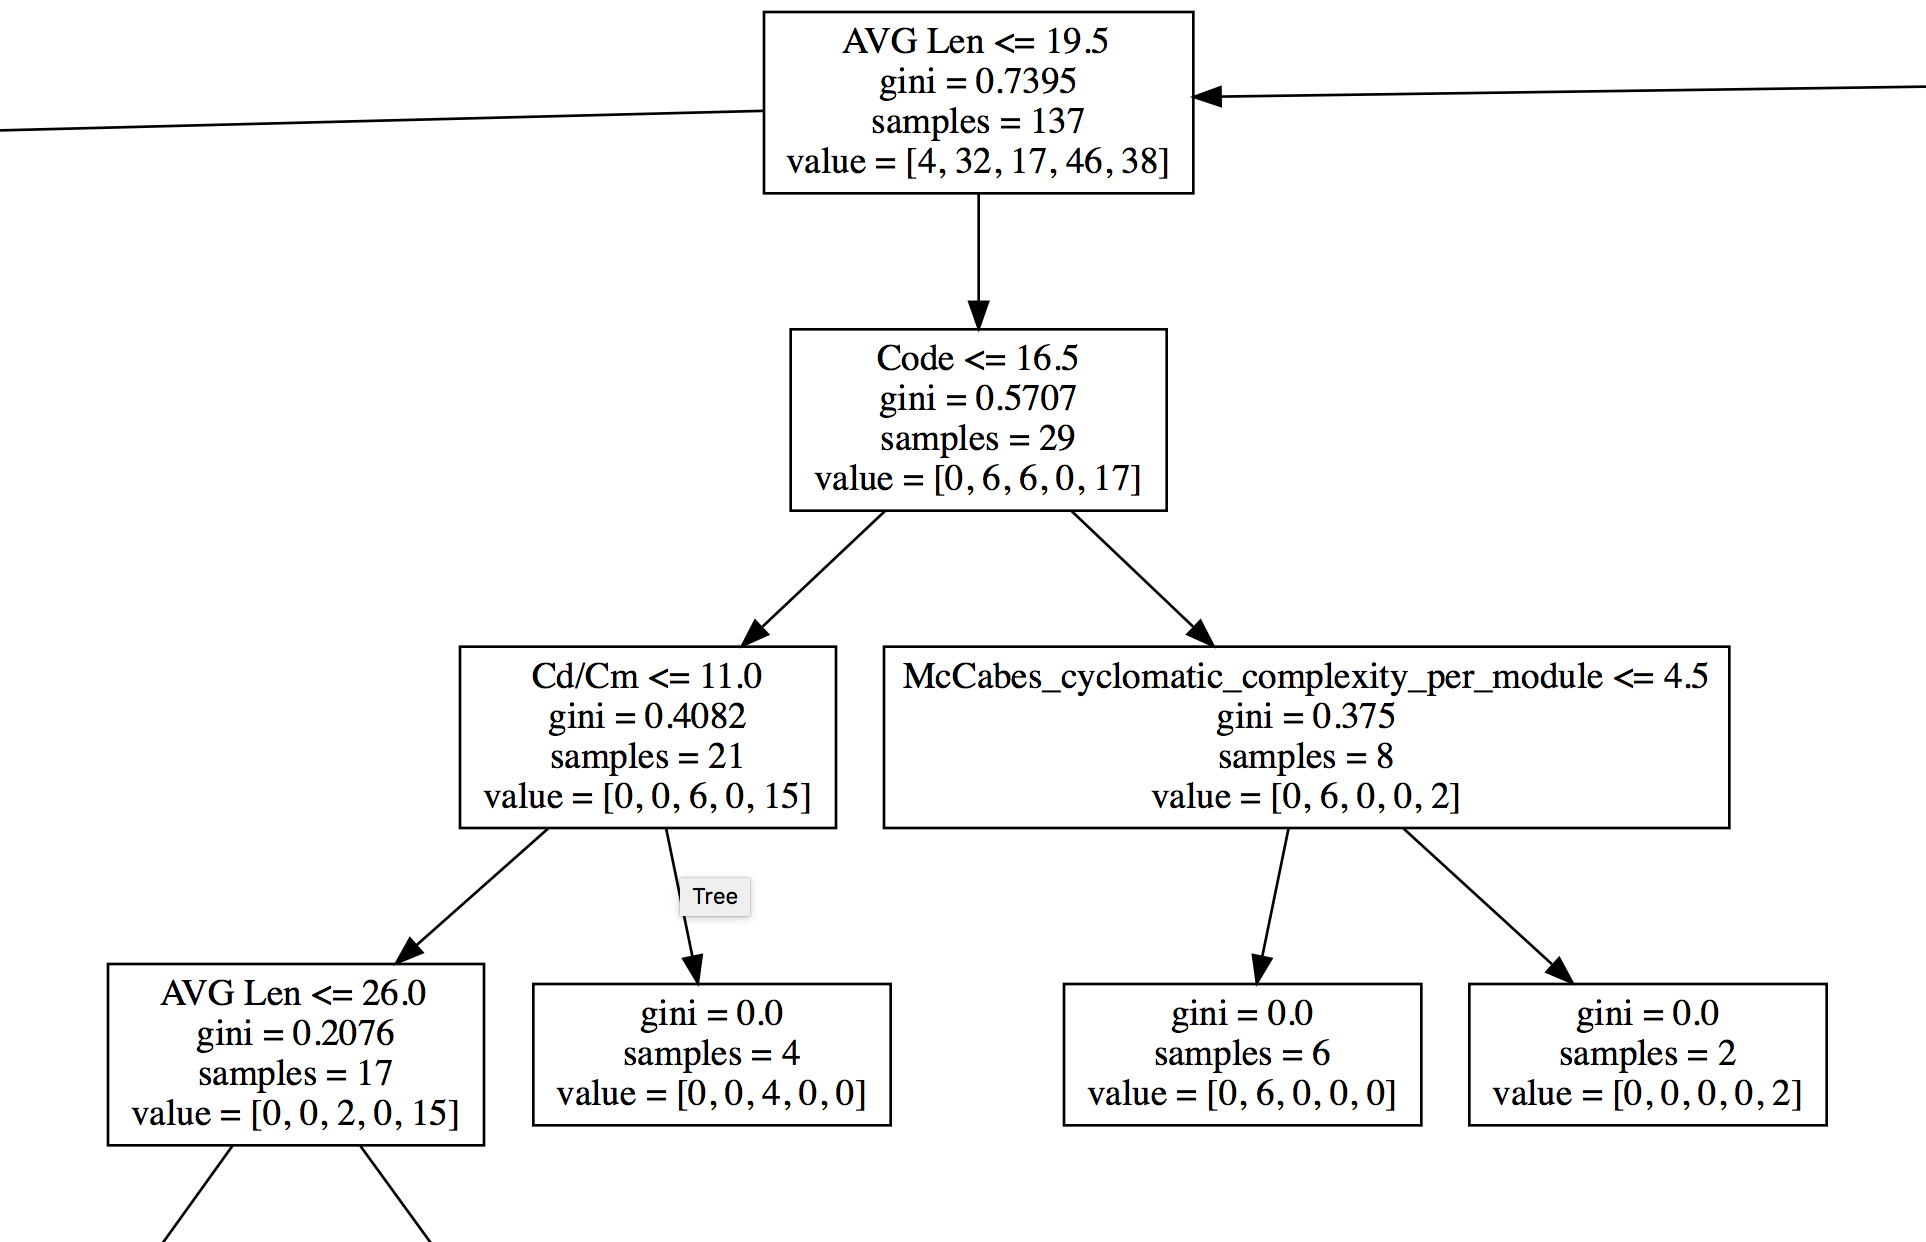 AVG Len <= 19.5
gini = 0.7395
samples = 137
value = [4, 32, 17, 46, 38]
Code <= 16.5
gini = 0.5707
samples = 29
value = [0, 6, 6, 0, 17]
Cd/Cm <= 11.0
gini = 0.4082
samples = 21
value = [0, 0, 6, 0, 15]
McCabes_cyclomatic_complexity_per_module <= 4.5
gini = 0.375
samples = 8
value = [0, 6, 0, 0, 2]
Tree
AVG Len <= 26.0
gini = 0.2076
samples = 17
value = [0, 0, 2, 0, 15]
gini = 0.0
samples = 4
value = [0, 0, 4, 0, 0]
gini = 0.0
samples = 6
value = [0, 6, 0, 0, 0]
gini = 0.0
samples = 2
value = [0, 0, 0, 0, 2]